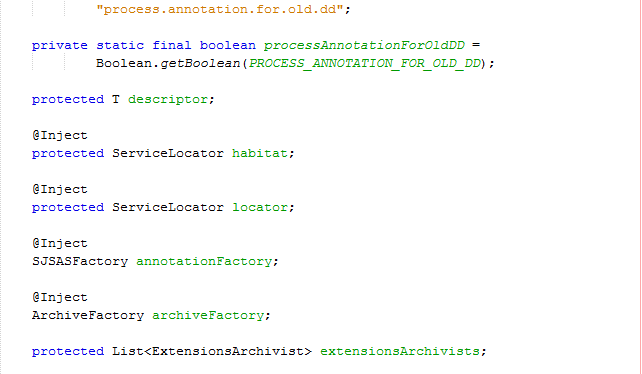 "process.annotation.for.old.dd";
private static final boolean processAnnotationForOldDD =
Boolean.getBoolean(PROCESS_ANNOTATION_FOR_OLD_DD);
protected T descriptor;
@Inject
protected ServiceLocator habitat;
@Inject
protected ServiceLocator locator;
@Inject
SJSASFactory annotationFactory;
@Inject
ArchiveFactory archiveFactory;
protected List<ExtensionsArchivist> extensionsArchivists;